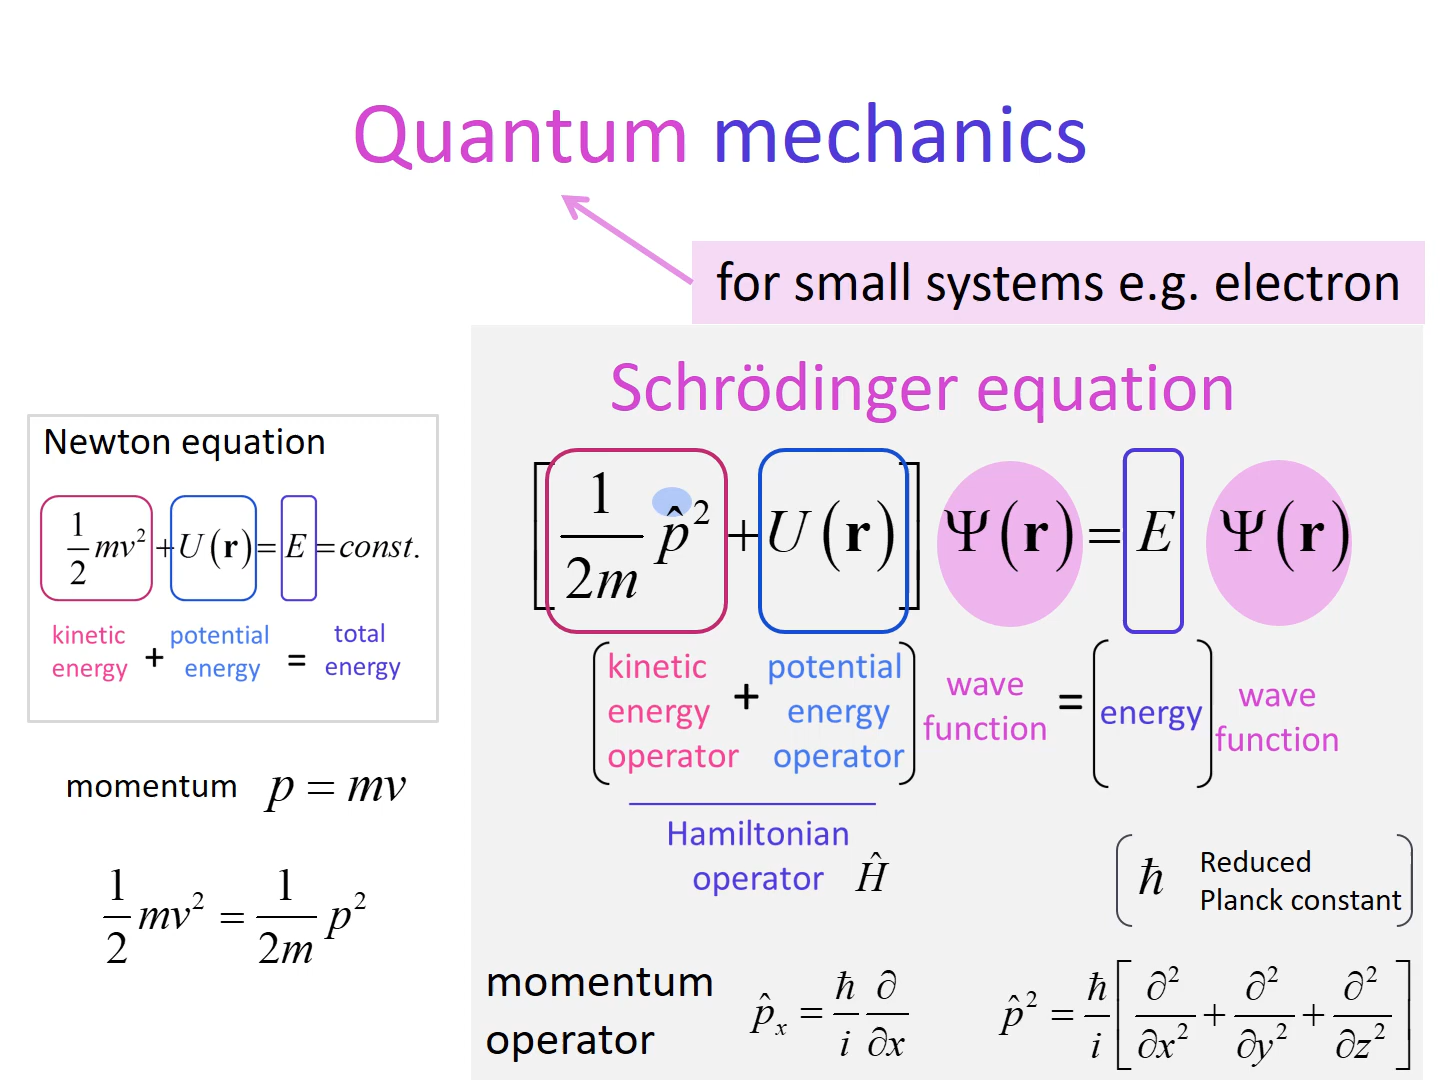 Quantum mechanics
for small systems e.g. electron
Schrödinger equation
[ 1/2m p̂² + U(r) ] Ψ(r) = E Ψ(r)
kinetic energy operator + potential energy operator wave function = energy wave function
Hamiltonian
operator Ĥ
ħ Reduced
Planck constant
momentum
operator
p̂ₓ = ħ/i ∂/∂x
p̂² = ħ/i [ ∂²/∂x² + ∂²/∂y² + ∂²/∂z² ]
Newton equation
1/2 mv² + U(r) = E = const.
kinetic energy + potential energy = total energy
momentum p = mv
1/2 mv² = 1/2m p²